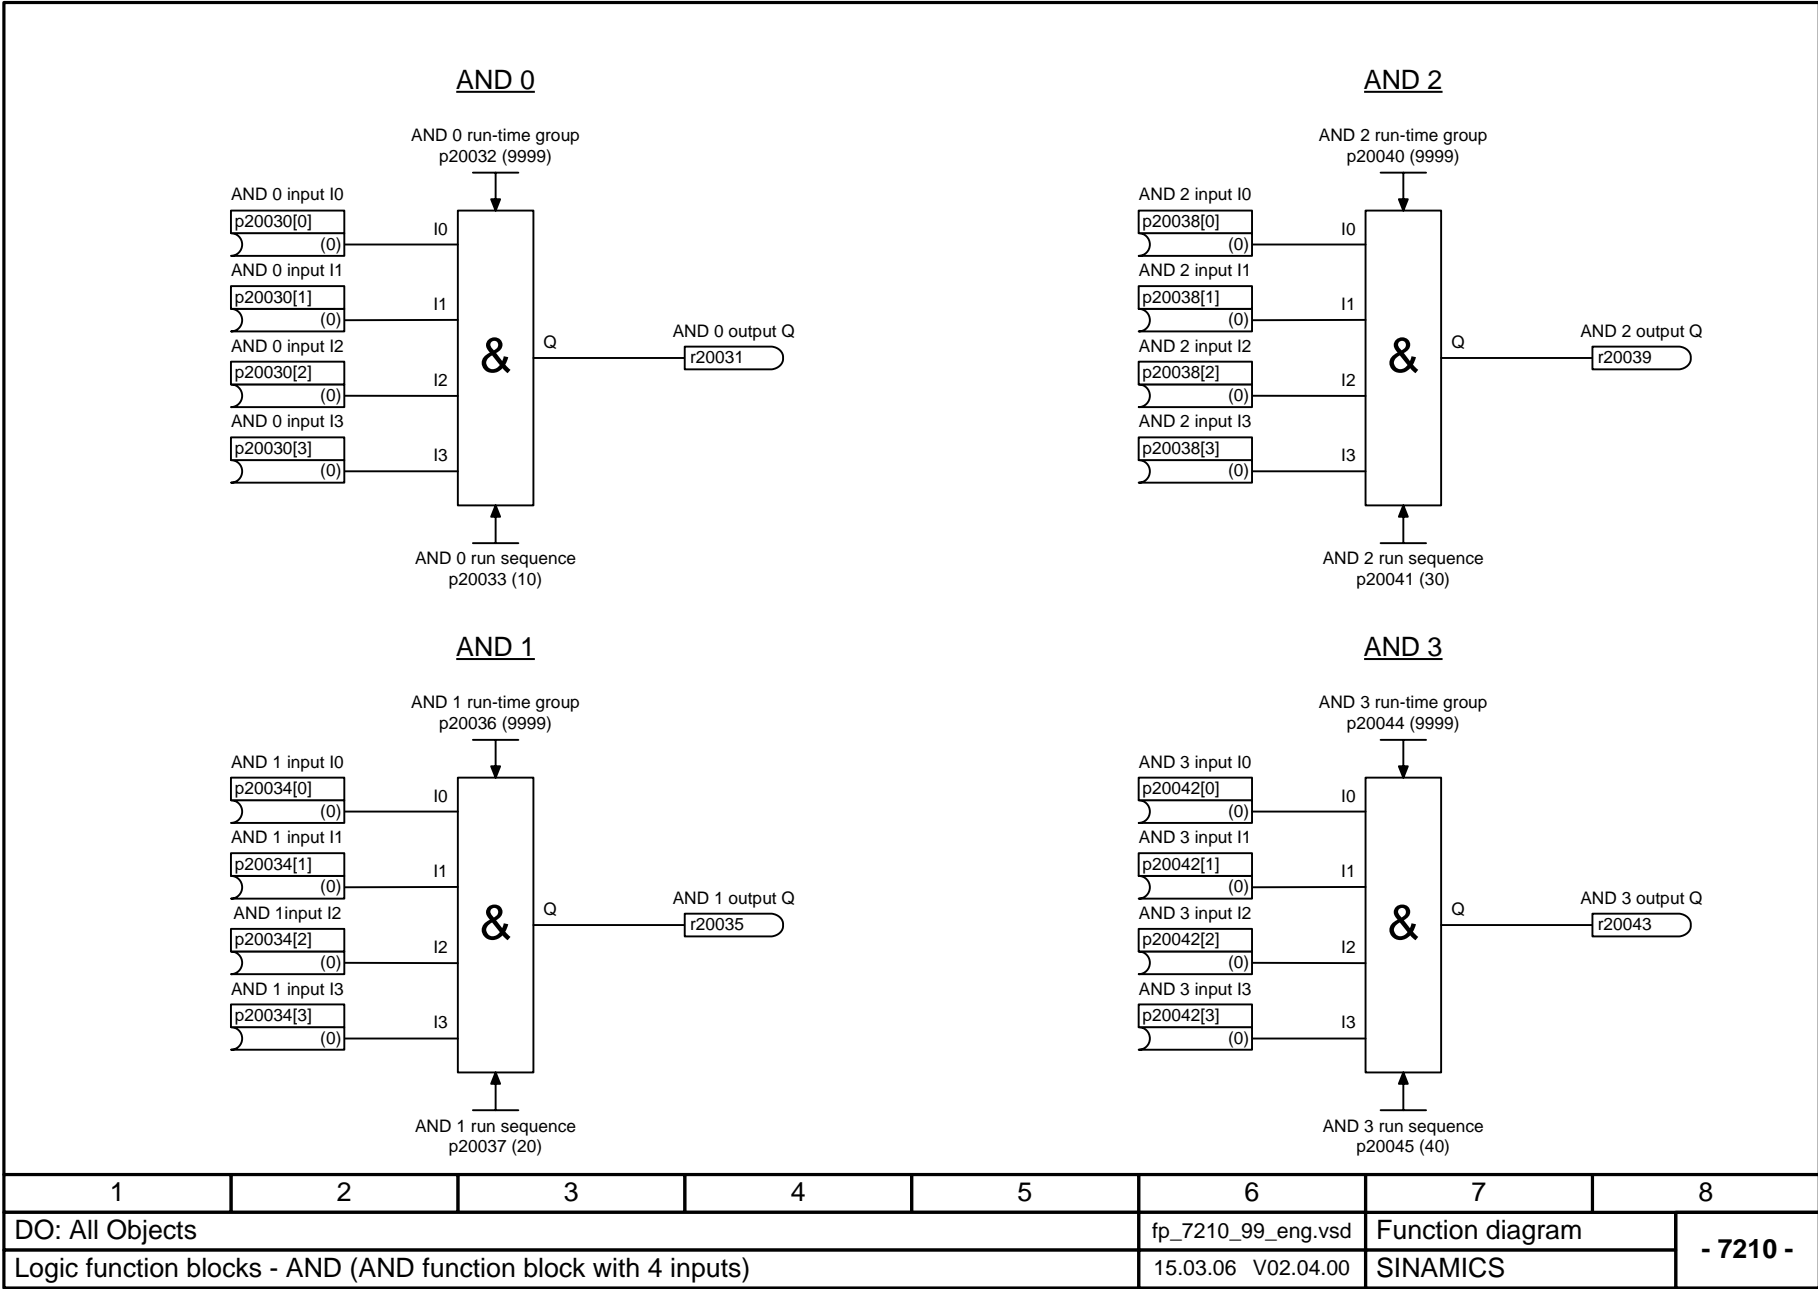 AND 0
AND 0 run-time group
p20032 (9999)
AND 0 input I0
p20030[0]
(0)
I0
AND 0 input I1
p20030[1]
(0)
I1
AND 0 input I2
p20030[2]
(0)
I2
AND 0 input I3
p20030[3]
(0)
I3
&
Q
AND 0 output Q
r20031
AND 0 run sequence
p20033 (10)
AND 2
AND 2 run-time group
p20040 (9999)
AND 2 input I0
p20038[0]
(0)
I0
AND 2 input I1
p20038[1]
(0)
I1
AND 2 input I2
p20038[2]
(0)
I2
AND 2 input I3
p20038[3]
(0)
I3
&
Q
AND 2 output Q
r20039
AND 2 run sequence
p20041 (30)
AND 1
AND 1 run-time group
p20036 (9999)
AND 1 input I0
p20034[0]
(0)
I0
AND 1 input I1
p20034[1]
(0)
I1
AND 1input I2
p20034[2]
(0)
I2
AND 1 input I3
p20034[3]
(0)
I3
&
Q
AND 1 output Q
r20035
AND 1 run sequence
p20037 (20)
AND 3
AND 3 run-time group
p20044 (9999)
AND 3 input I0
p20042[0]
(0)
I0
AND 3 input I1
p20042[1]
(0)
I1
AND 3 input I2
p20042[2]
(0)
I2
AND 3 input I3
p20042[3]
(0)
I3
&
Q
AND 3 output Q
r20043
AND 3 run sequence
p20045 (40)
1 2 3 4 5 6 7 8
DO: All Objects
fp_7210_99_eng.vsd
Function diagram
- 7210 -
Logic function blocks - AND (AND function block with 4 inputs)
15.03.06 V02.04.00
SINAMICS